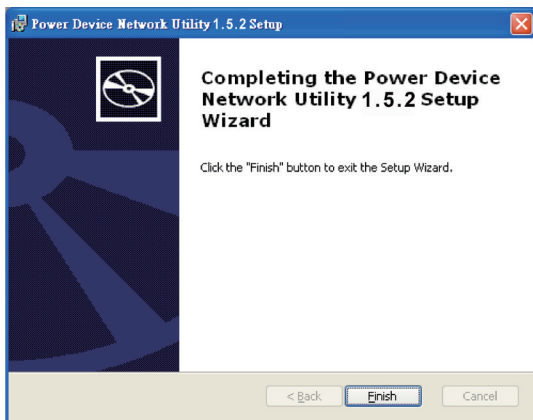 Power Device Network Utility 1.5.2 Setup
Completing the Power Device
Network Utility 1.5.2 Setup
Wizard
Click the "Finish" button to exit the Setup Wizard.
< Back Finish Cancel